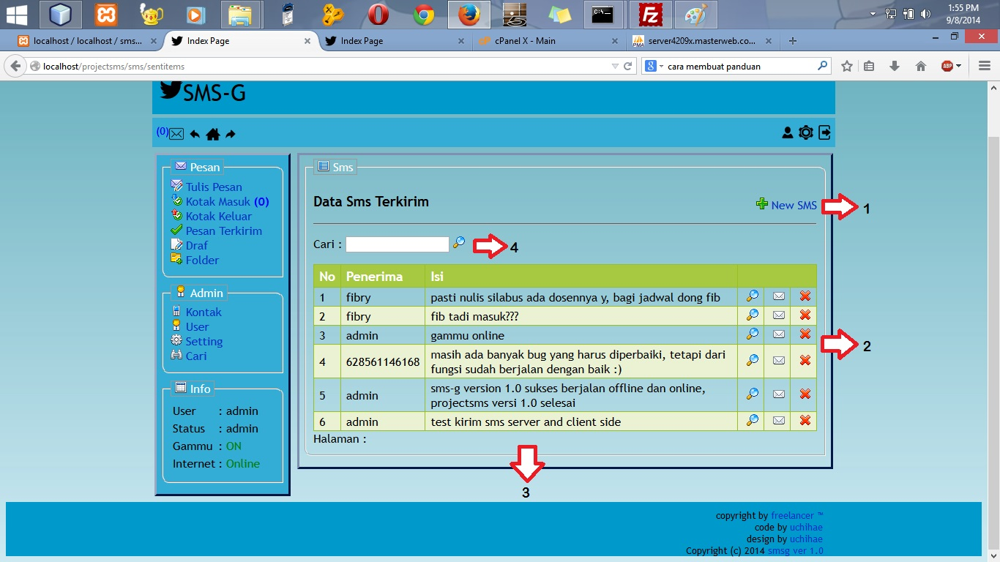 1:55 PM
9/8/2014
localhost / localhost / sms...
Index Page
Index Page
cPanel X - Main
server4209x.masterweb.co...
localhost/projectsms/sms/sentitems
cara membuat panduan
SMS-G
(0)
Pesan
Tulis Pesan
Kotak Masuk (0)
Kotak Keluar
Pesan Terkirim
Draf
Folder
Admin
Kontak
User
Setting
Cari
Info
User : admin
Status : admin
Gammu : ON
Internet : Online
Sms
Data Sms Terkirim
New SMS
1
Cari :
4
No Penerima Isi
1 fibry pasti nulis silabus ada dosennya y, bagi jadwal dong fib
2 fibry fib tadi masuk???
3 admin gammu online
4 628561146168 masih ada banyak bug yang harus diperbaiki, tetapi dari
fungsi sudah berjalan dengan baik :)
5 admin sms-g version 1.0 sukses berjalan offline dan online,
projectsms versi 1.0 selesai
6 admin test kirim sms server and client side
2
Halaman :
3
copyright by freelancer ™
code by uchihae
design by uchihae
Copyright (c) 2014 smsg ver 1.0